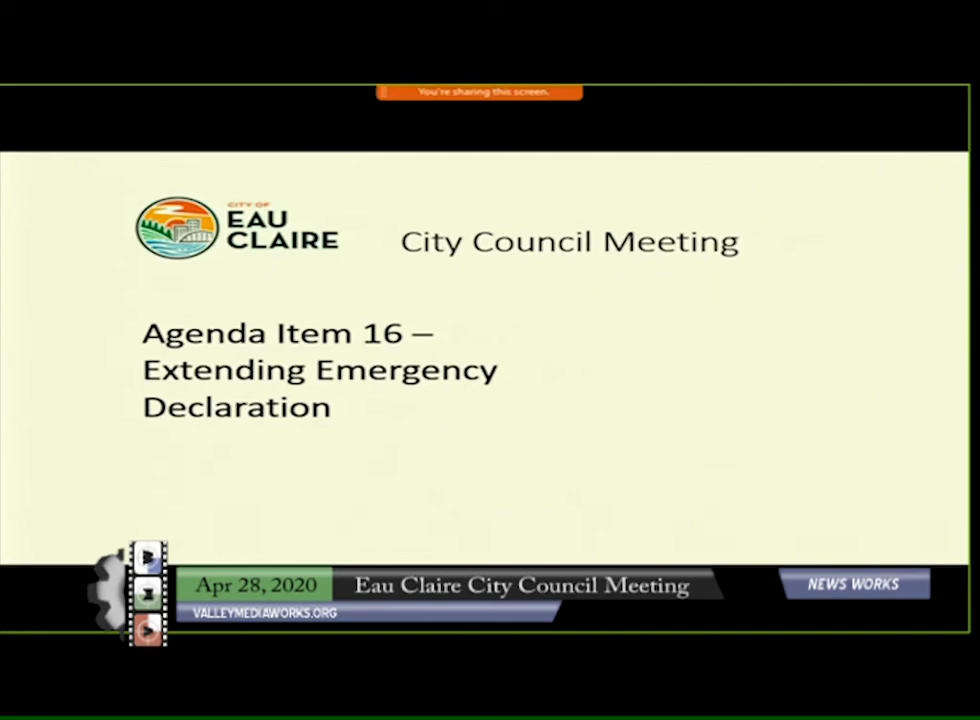 You're sharing this screen.
CITY OF
EAU
CLAIRE
City Council Meeting
Agenda Item 16 –
Extending Emergency
Declaration
Apr 28, 2020
Eau Claire City Council Meeting
NEWS WORKS
VALLEYMEDIAWORKS.ORG